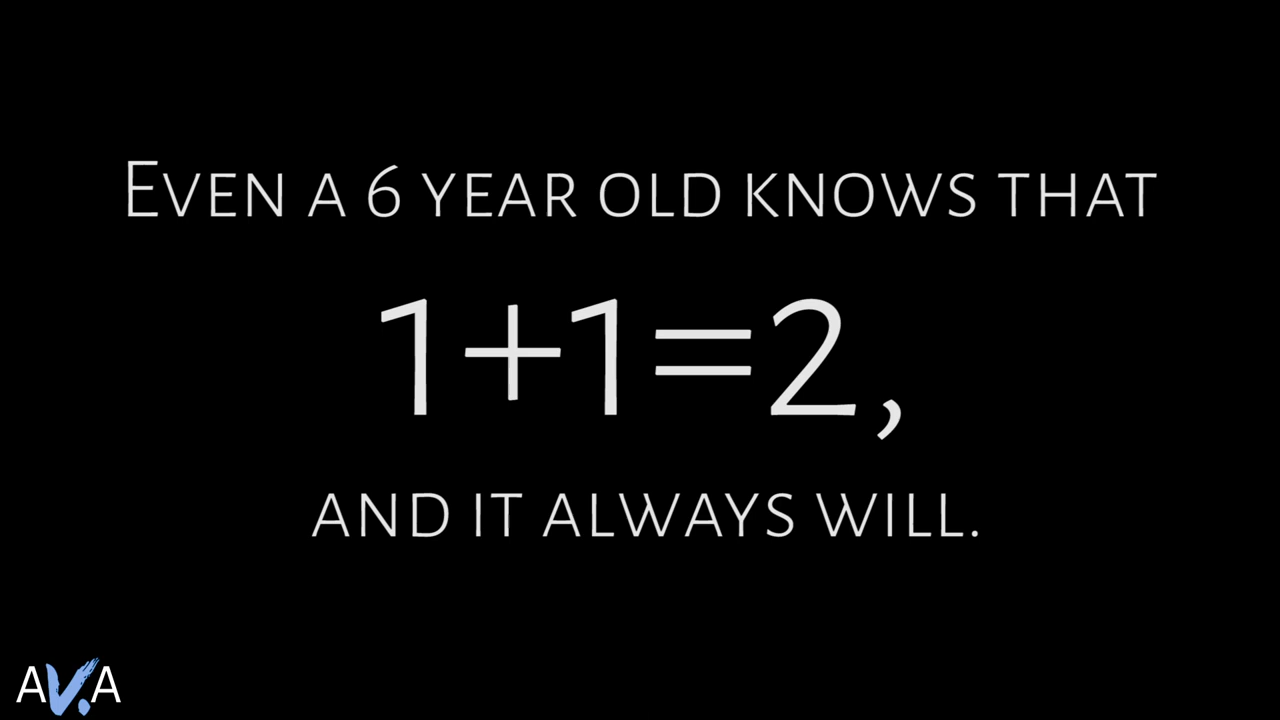 Even a 6 year old knows that
1+1=2,
and it always will.
AV.A